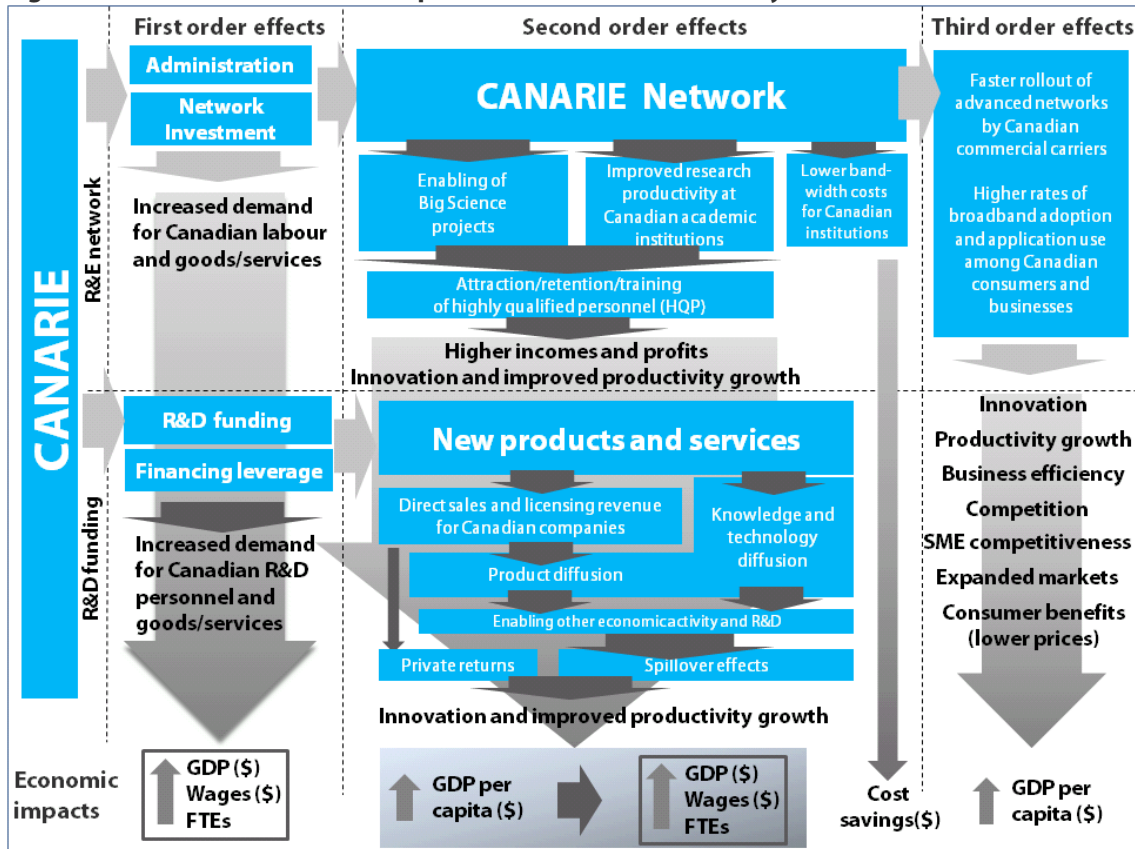 First order effects
Second order effects
Third order effects
CANARIE
R&E network
R&D funding
Administration
Network
Investment
Increased demand
for Canadian labour
and goods/services
CANARIE Network
Enabling of
Big Science
projects
Improved research
productivity at
Canadian academic
institutions
Lower band-
width costs
for Canadian
institutions
Attraction/retention/training
of highly qualified personnel (HQP)
Higher incomes and profits
Innovation and improved productivity growth
Faster rollout of
advanced networks
by Canadian
commercial carriers
Higher rates of
broadband adoption
and application use
among Canadian
consumers and
businesses
R&D funding
Financing leverage
Increased demand
for Canadian R&D
personnel and
goods/services
New products and services
Direct sales and licensing revenue
for Canadian companies
Knowledge and
technology
diffusion
Product diffusion
Enabling other economicactivity and R&D
Private returns
Spillover effects
Innovation and improved productivity growth
Innovation
Productivity growth
Business efficiency
Competition
SME competitiveness
Expanded markets
Consumer benefits
(lower prices)
Economic
impacts
GDP ($)
Wages ($)
FTEs
GDP per
capita ($)
GDP ($)
Wages ($)
FTEs
Cost
savings($)
GDP per
capita ($)